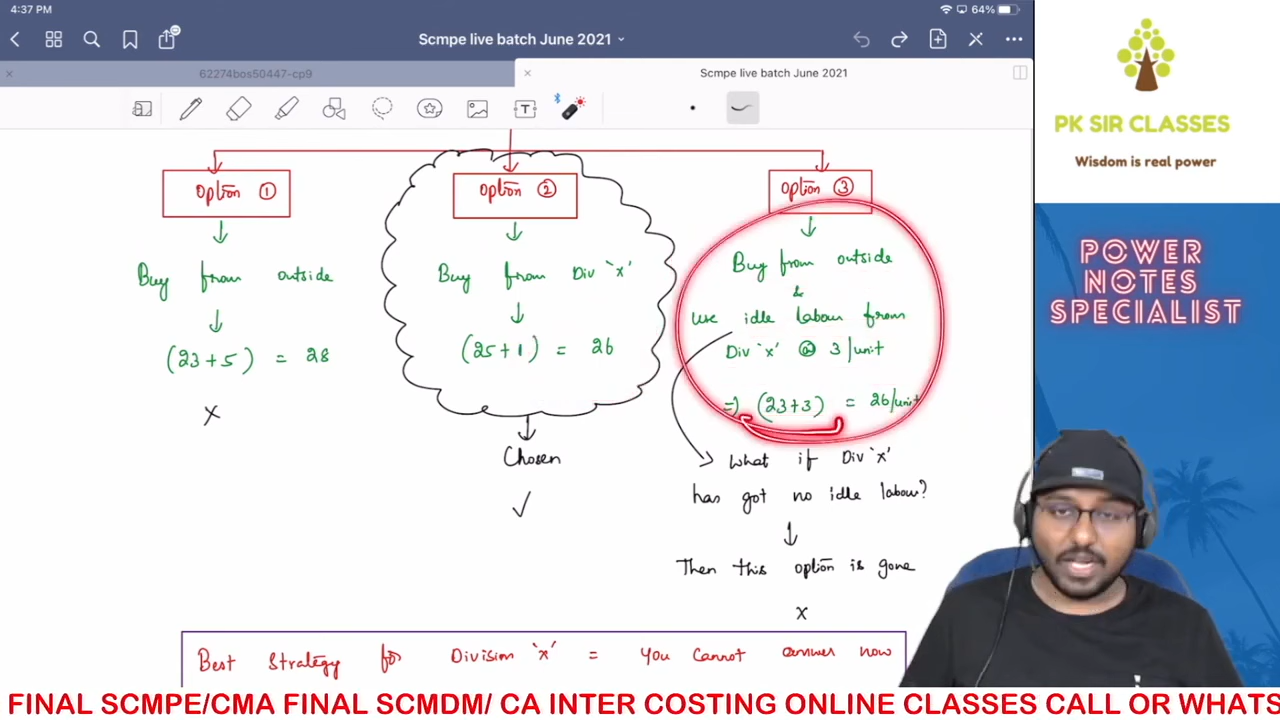 4:37 PM
64%
Scmpe live batch June 2021
62274bos50447-cp9
Scmpe live batch June 2021
T
PK SIR CLASSES
Wisdom is real power
POWER
NOTES
SPECIALIST
Option ①
Buy from outside
(23+5) = 28
X
Option ②
Buy from Div 'x'
(25+1) = 26
Chosen
✓
Option ③
Buy from outside
&
use idle labour from
Div 'x' @ 3/unit
⇒ (23+3) = 26/unit
What if Div 'x'
has got no idle labour?
Then this option is gone
X
Best Strategy for Division 'x' = You Cannot answer now
FINAL SCMPE/CMA FINAL SCMDM/ CA INTER COSTING ONLINE CLASSES CALL OR WHATS